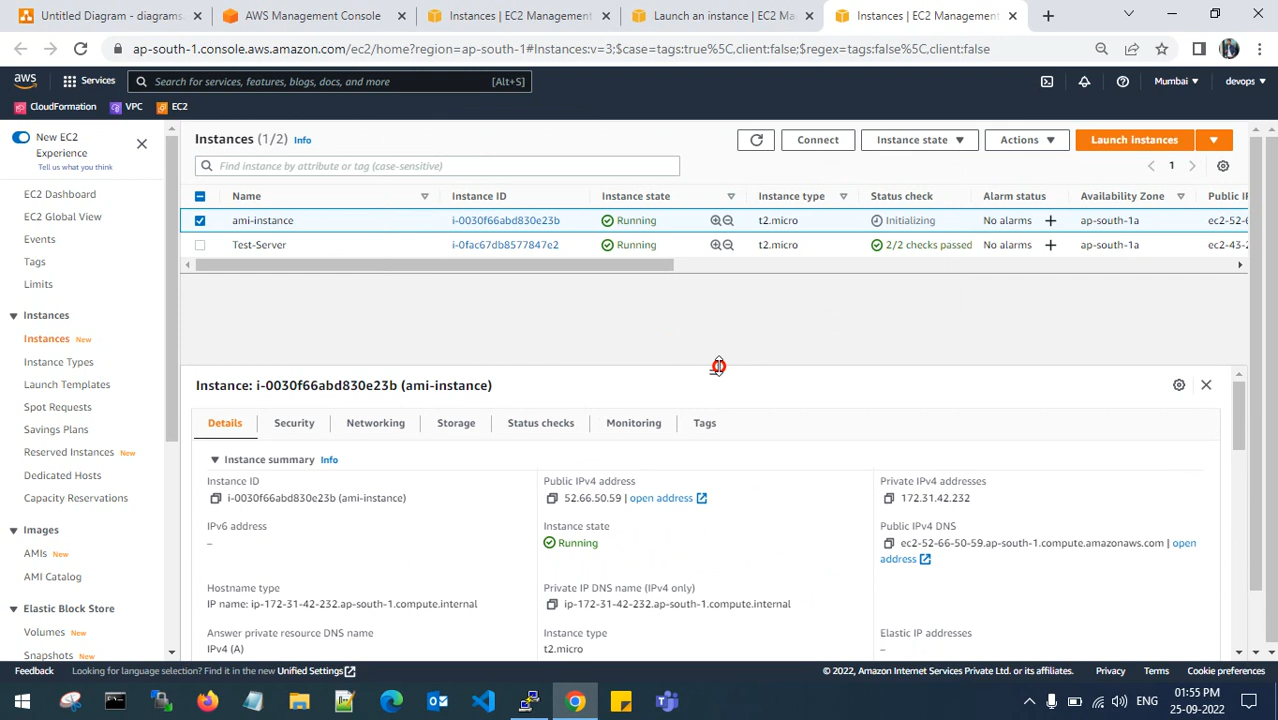 Untitled Diagram - diagrams.
AWS Management Console
Instances | EC2 Management
Launch an instance | EC2 Ma
Instances | EC2 Management
ap-south-1.console.aws.amazon.com/ec2/home?region=ap-south-1#Instances:v=3;$case=tags:true%5C,client:false;$regex=tags:false%5C,client:false
aws
Services
Search for services, features, blogs, docs, and more
[Alt+S]
Mumbai
devops
CloudFormation
VPC
EC2
New EC2
Experience
Tell us what you think
EC2 Dashboard
EC2 Global View
Events
Tags
Limits
Instances
Instances New
Instance Types
Launch Templates
Spot Requests
Savings Plans
Reserved Instances New
Dedicated Hosts
Capacity Reservations
Images
AMIs New
AMI Catalog
Elastic Block Store
Volumes New
Snapshots New
Instances (1/2) Info
Connect
Instance state
Actions
Launch instances
Find instance by attribute or tag (case-sensitive)
1
Name
Instance ID
Instance state
Instance type
Status check
Alarm status
Availability Zone
Public IP
ami-instance
i-0030f66abd830e23b
Running
t2.micro
Initializing
No alarms
ap-south-1a
ec2-52-6
Test-Server
i-0fac67db8577847e2
Running
t2.micro
2/2 checks passed
No alarms
ap-south-1a
ec2-43-2
Instance: i-0030f66abd830e23b (ami-instance)
Details
Security
Networking
Storage
Status checks
Monitoring
Tags
Instance summary Info
Instance ID
i-0030f66abd830e23b (ami-instance)
Public IPv4 address
52.66.50.59 | open address
Private IPv4 addresses
172.31.42.232
IPv6 address
–
Instance state
Running
Public IPv4 DNS
ec2-52-66-50-59.ap-south-1.compute.amazonaws.com | open
address
Hostname type
IP name: ip-172-31-42-232.ap-south-1.compute.internal
Private IP DNS name (IPv4 only)
ip-172-31-42-232.ap-south-1.compute.internal
Answer private resource DNS name
IPv4 (A)
Instance type
t2.micro
Elastic IP addresses
–
Feedback
Looking for language selection? Find it in the new Unified Settings
© 2022, Amazon Internet Services Private Ltd. or its affiliates.
Privacy
Terms
Cookie preferences
ENG
01:55 PM
25-09-2022